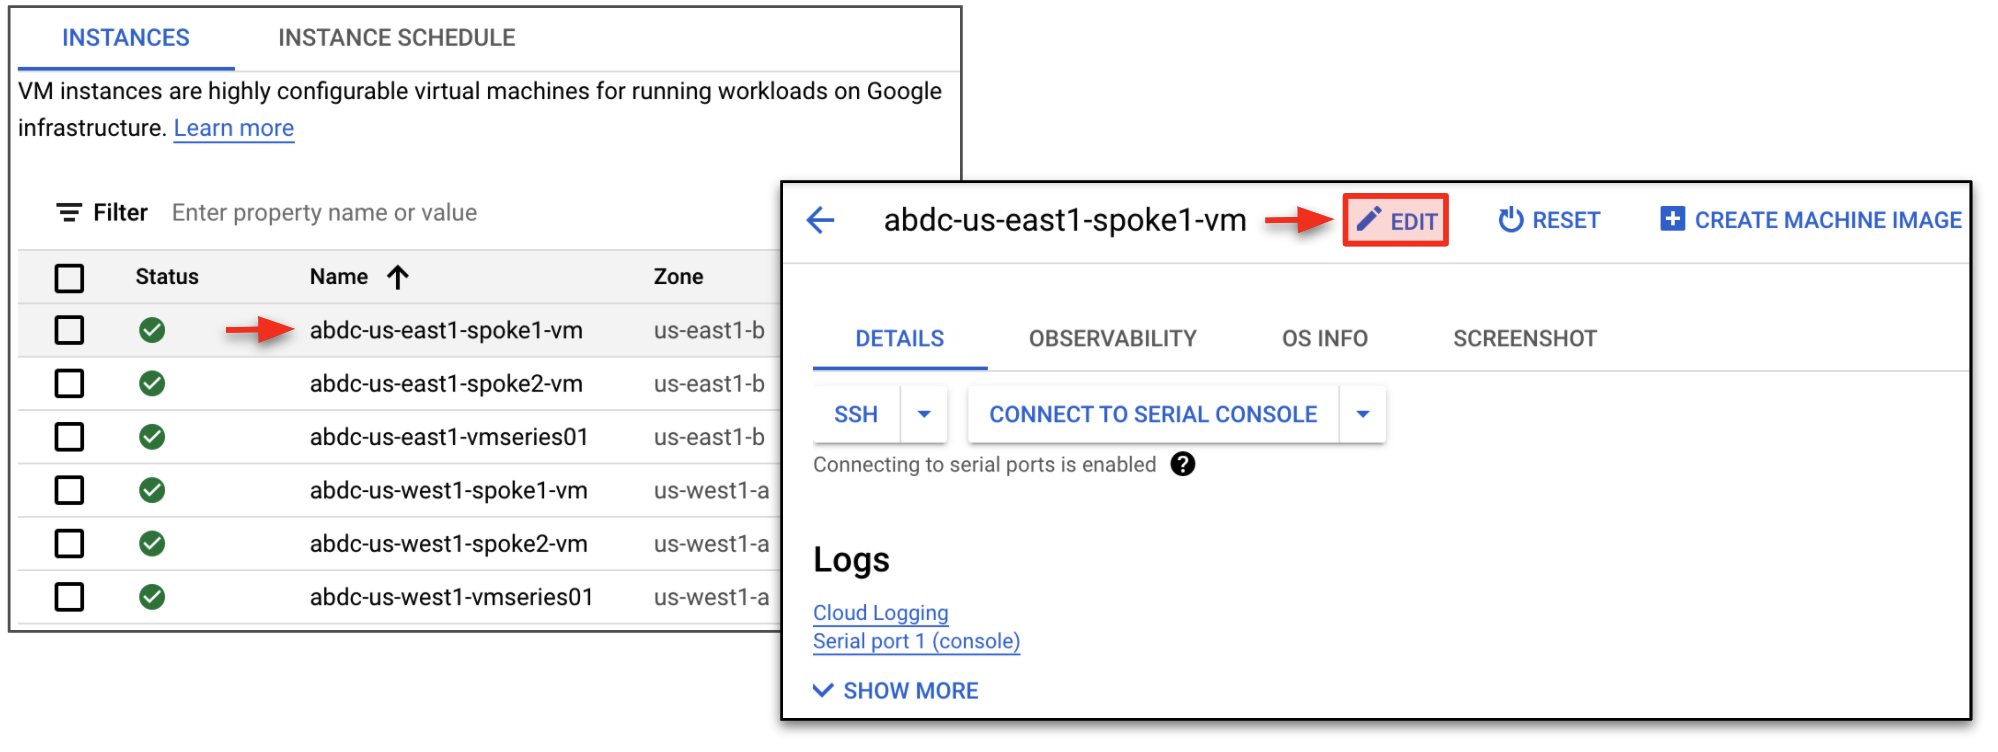 INSTANCES INSTANCE SCHEDULE
VM instances are highly configurable virtual machines for running workloads on Google
infrastructure. Learn more
Filter Enter property name or value
Status Name Zone
abdc-us-east1-spoke1-vm us-east1-b
abdc-us-east1-spoke2-vm us-east1-b
abdc-us-east1-vmseries01 us-east1-b
abdc-us-west1-spoke1-vm us-west1-a
abdc-us-west1-spoke2-vm us-west1-a
abdc-us-west1-vmseries01 us-west1-a
abdc-us-east1-spoke1-vm EDIT RESET CREATE MACHINE IMAGE
DETAILS OBSERVABILITY OS INFO SCREENSHOT
SSH CONNECT TO SERIAL CONSOLE
Connecting to serial ports is enabled ?
Logs
Cloud Logging
Serial port 1 (console)
SHOW MORE